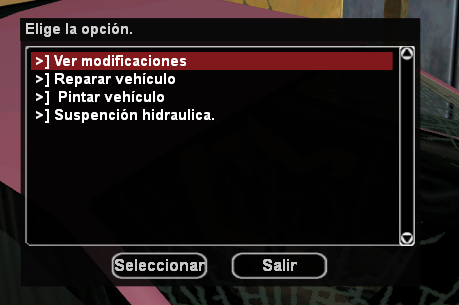 Elige la opción.
>] Ver modificaciones
>] Reparar vehículo
>]  Pintar vehículo
>] Suspención hidraulica.
Seleccionar Salir